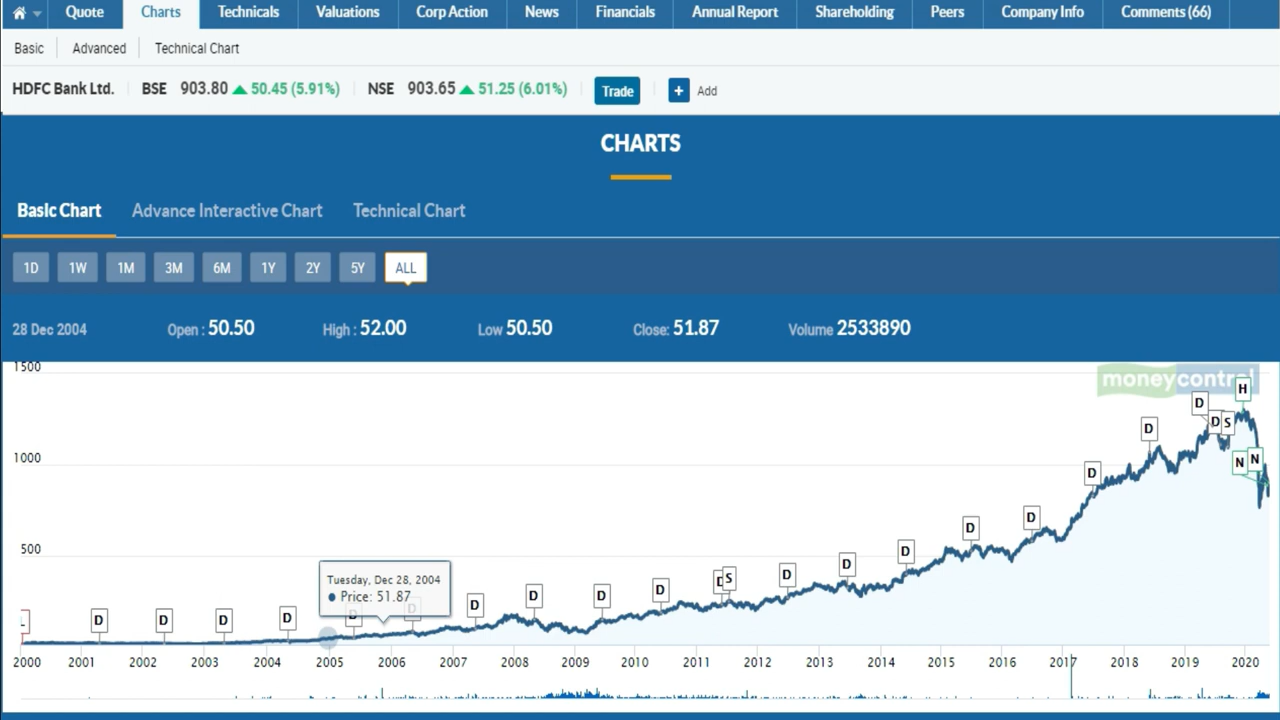 Quote Charts Technicals Valuations Corp Action News Financials Annual Report Shareholding Peers Company Info Comments (66)
Basic Advanced Technical Chart
HDFC Bank Ltd. BSE 903.80 50.45 (5.91%) NSE 903.65 51.25 (6.01%) Trade + Add
CHARTS
Basic Chart Advance Interactive Chart Technical Chart
1D 1W 1M 3M 6M 1Y 2Y 5Y ALL
28 Dec 2004 Open : 50.50 High : 52.00 Low 50.50 Close: 51.87 Volume 2533890
1500
moneycontrol
H
D
D S
D
1000
N N
D
D
D
500
D
D
D
D S
D
D
D
D
Tuesday, Dec 28, 2004
Price: 51.87
D
D
D
D
D
D
2000 2001 2002 2003 2004 2005 2006 2007 2008 2009 2010 2011 2012 2013 2014 2015 2016 2017 2018 2019 2020